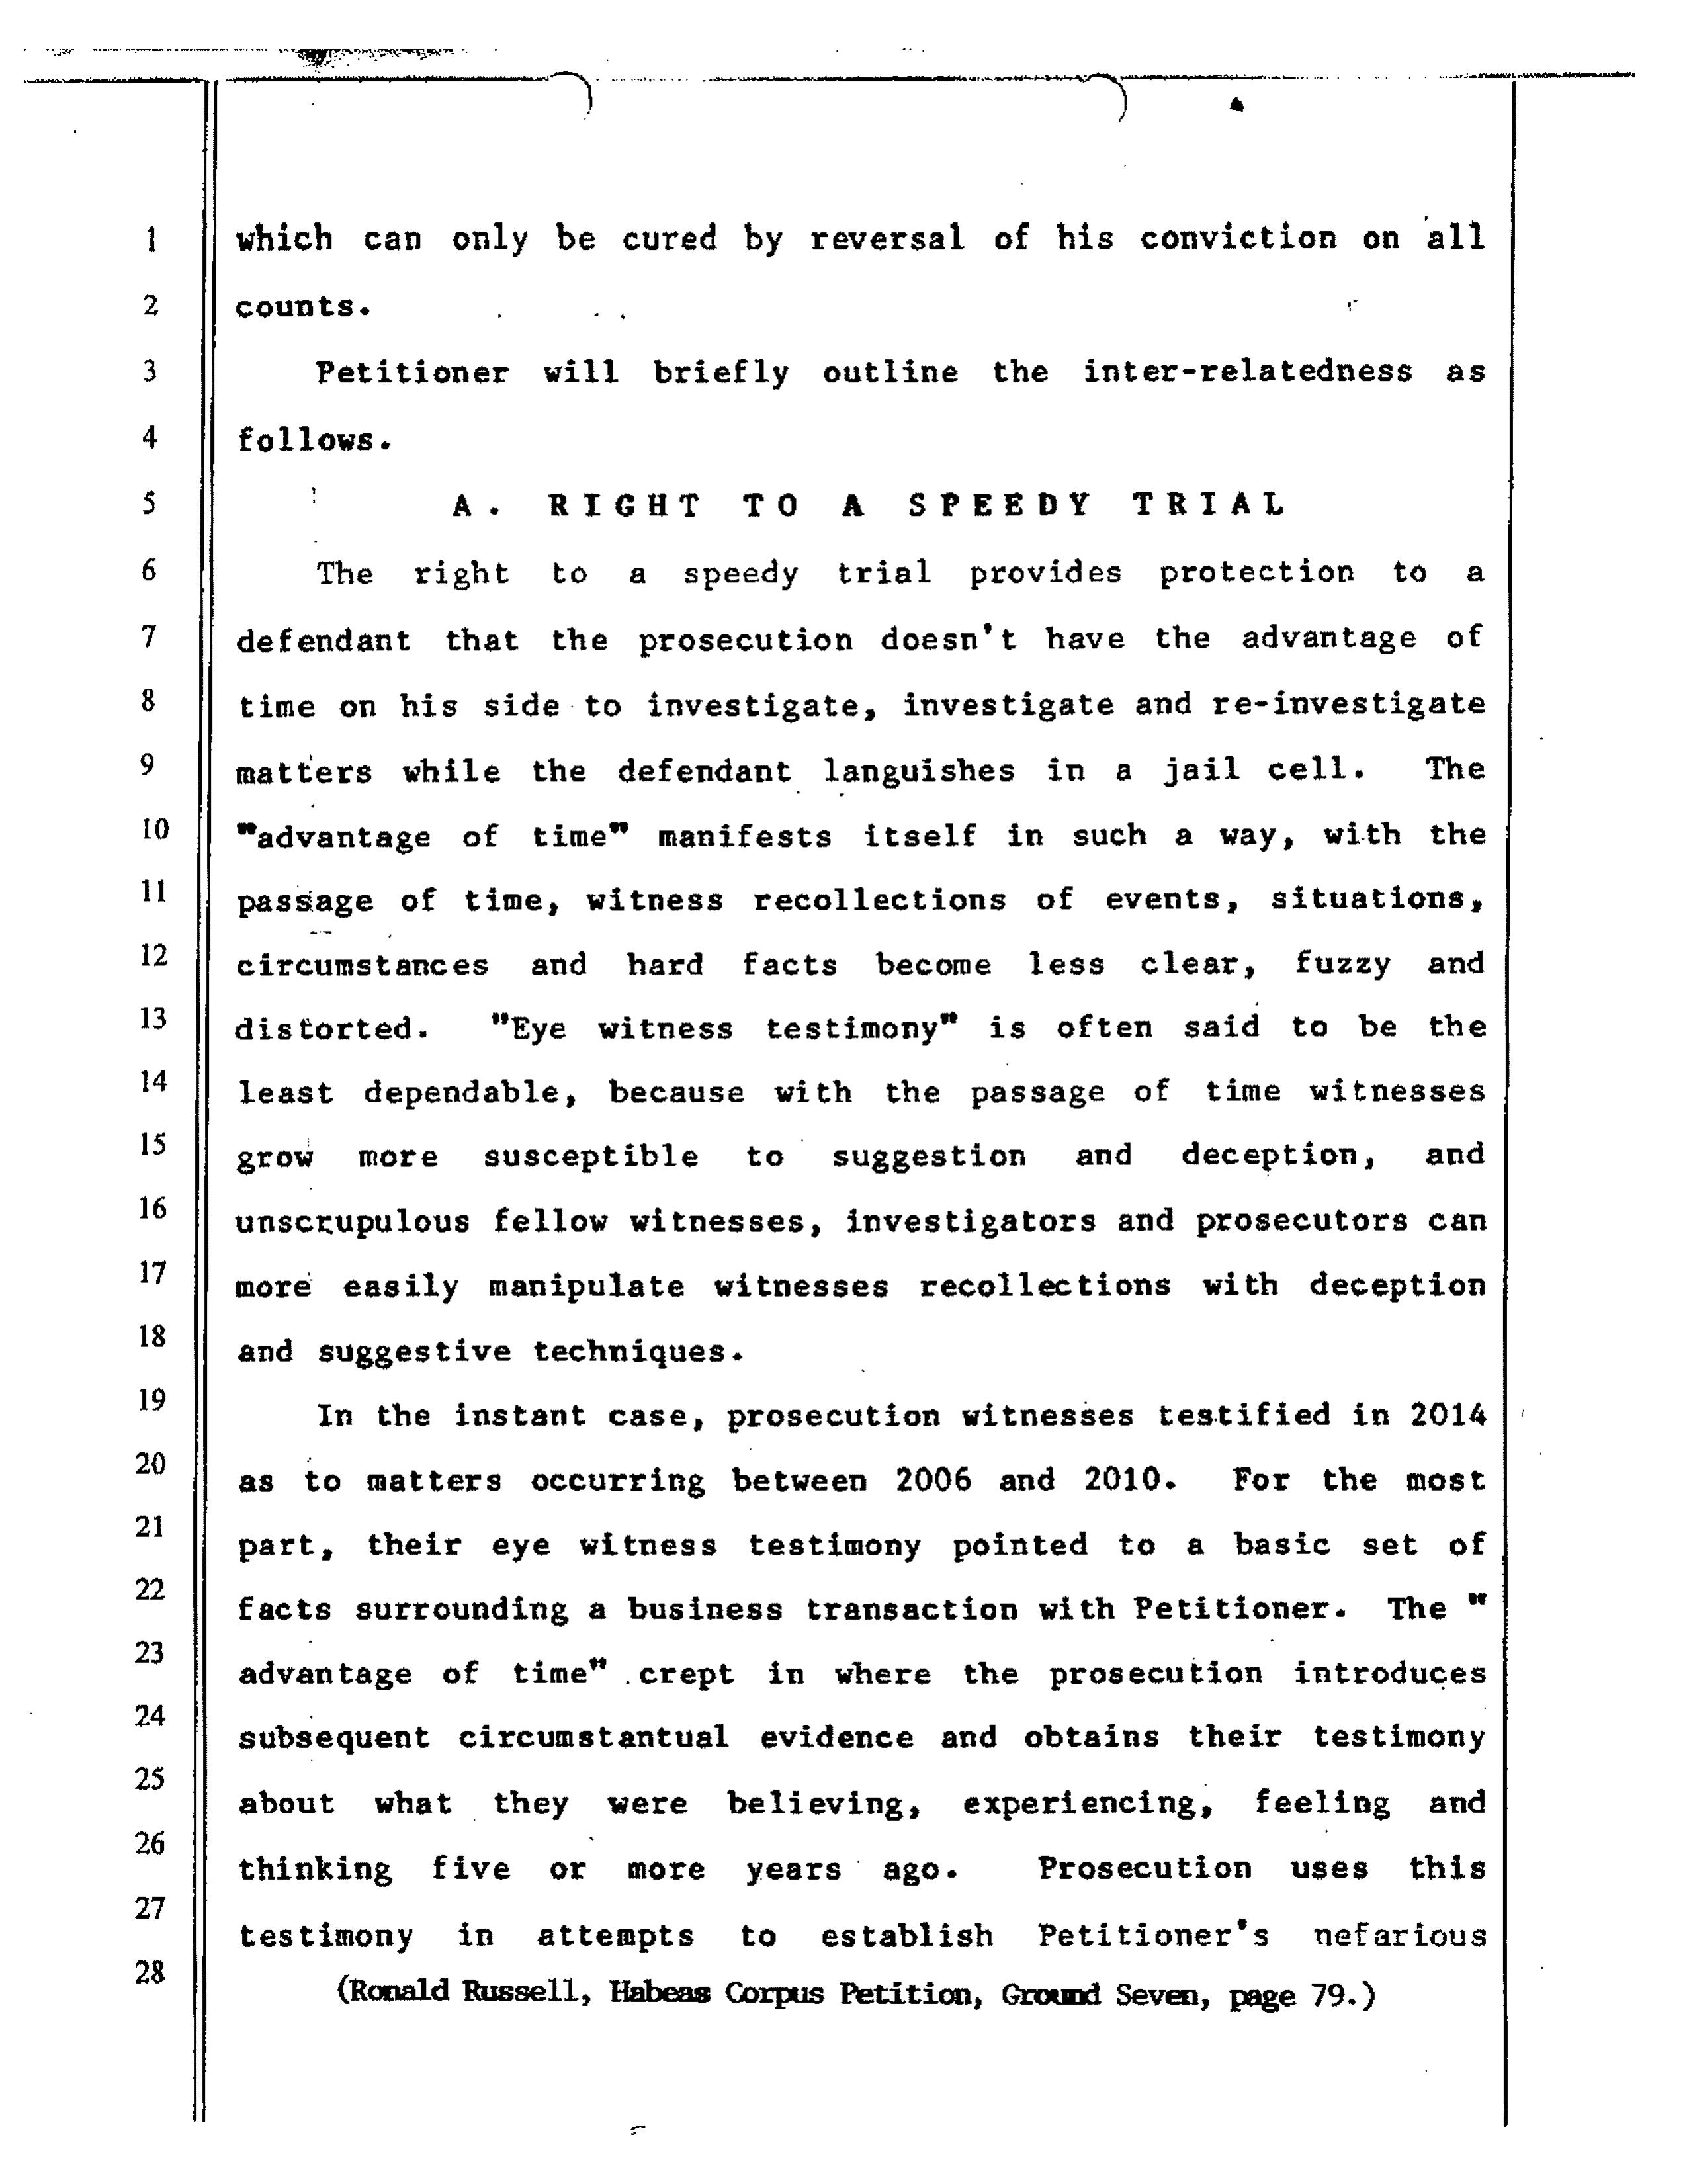 1 which can only be cured by reversal of his conviction on all
2 counts.
3 Petitioner will briefly outline the inter-relatedness as
4 follows.
5 A. RIGHT TO A SPEEDY TRIAL
6 The right to a speedy trial provides protection to a
7 defendant that the prosecution doesn't have the advantage of
8 time on his side to investigate, investigate and re-investigate
9 matters while the defendant languishes in a jail cell. The
10 "advantage of time" manifests itself in such a way, with the
11 passage of time, witness recollections of events, situations,
12 circumstances and hard facts become less clear, fuzzy and
13 distorted. "Eye witness testimony" is often said to be the
14 least dependable, because with the passage of time witnesses
15 grow more susceptible to suggestion and deception, and
16 unscrupulous fellow witnesses, investigators and prosecutors can
17 more easily manipulate witnesses recollections with deception
18 and suggestive techniques.
19 In the instant case, prosecution witnesses testified in 2014
20 as to matters occurring between 2006 and 2010. For the most
21 part, their eye witness testimony pointed to a basic set of
22 facts surrounding a business transaction with Petitioner. The "
23 advantage of time" crept in where the prosecution introduces
24 subsequent circumstantual evidence and obtains their testimony
25 about what they were believing, experiencing, feeling and
26 thinking five or more years ago. Prosecution uses this
27 testimony in attempts to establish Petitioner's nefarious
28 (Ronald Russell, Habeas Corpus Petition, Ground Seven, page 79.)